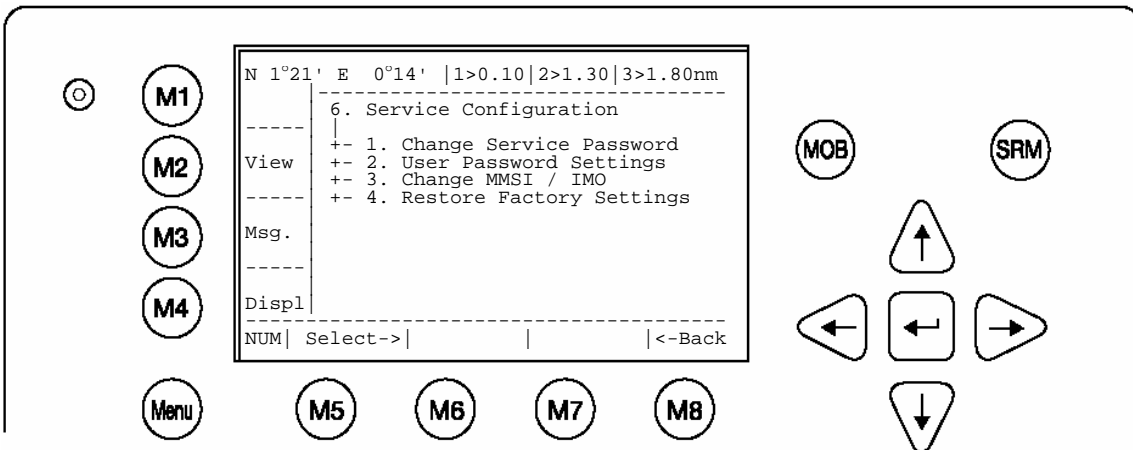 N 1°21' E 0°14' |1>0.10|2>1.30|3>1.80nm
M1
6. Service Configuration
+- 1. Change Service Password
MOB
SRM
M2
View
+- 2. User Password Settings
+- 3. Change MMSI / IMO
+- 4. Restore Factory Settings
M3
Msg.
M4
Displ
NUM| Select->| | |<-Back
Menu
M5
M6
M7
M8